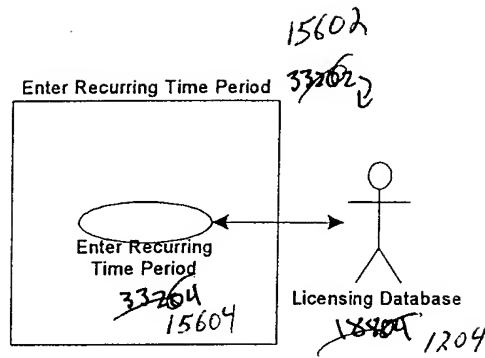 15602
Enter Recurring Time Period 33202
Enter Recurring
Time Period
33204
15604
Licensing Database
18804 1204